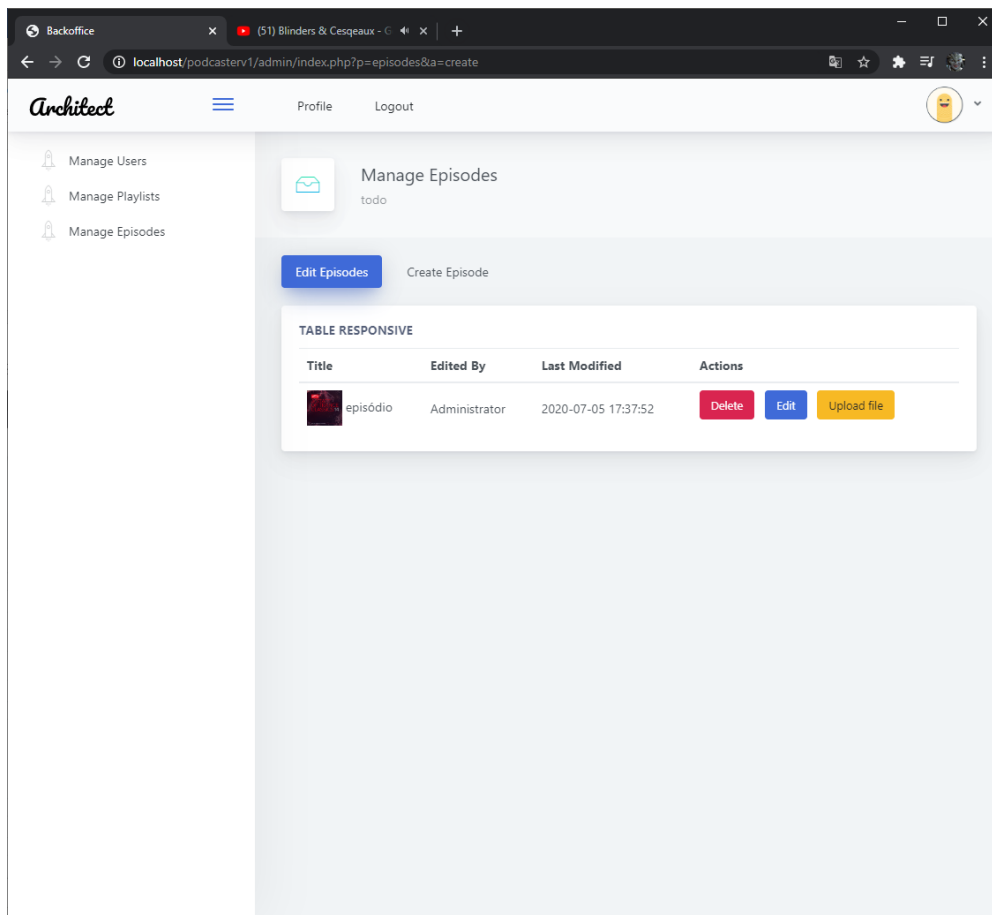 Backoffice
(51) Blinders & Cesqeaux - G
localhost/podcasterv1/admin/index.php?p=episodes&a=create
Architect
Profile Logout
Manage Users
Manage Playlists
Manage Episodes
Manage Episodes
todo
Edit Episodes Create Episode
TABLE RESPONSIVE
Title Edited By Last Modified Actions
episódio Administrator 2020-07-05 17:37:52 Delete Edit Upload file